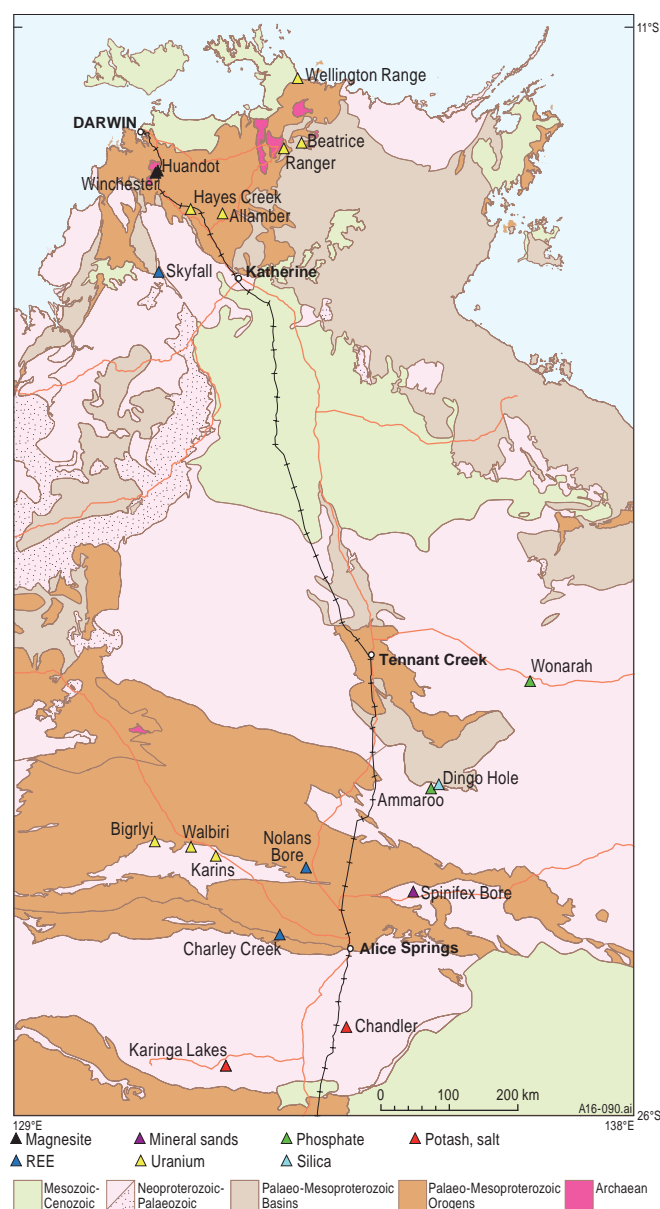 11°S
Wellington Range
DARWIN
Beatrice
Ranger
Huandot
Winchester
Hayes Creek
Allamber
Skyfall
Katherine
Tennant Creek
Wonarah
Dingo Hole
Ammaroo
Bigrlyi
Walbiri
Nolans
Bore
Karins
Spinifex Bore
Charley Creek
Alice Springs
Chandler
Karinga Lakes
0 100 200 km
A16-090.ai
26°S
129°E
138°E
Magnesite
Mineral sands
Phosphate
Potash, salt
REE
Uranium
Silica
Mesozoic-
Cenozoic
Neoproterozoic-
Palaeozoic
Palaeo-Mesoproterozoic
Basins
Palaeo-Mesoproterozoic
Orogens
Archaean